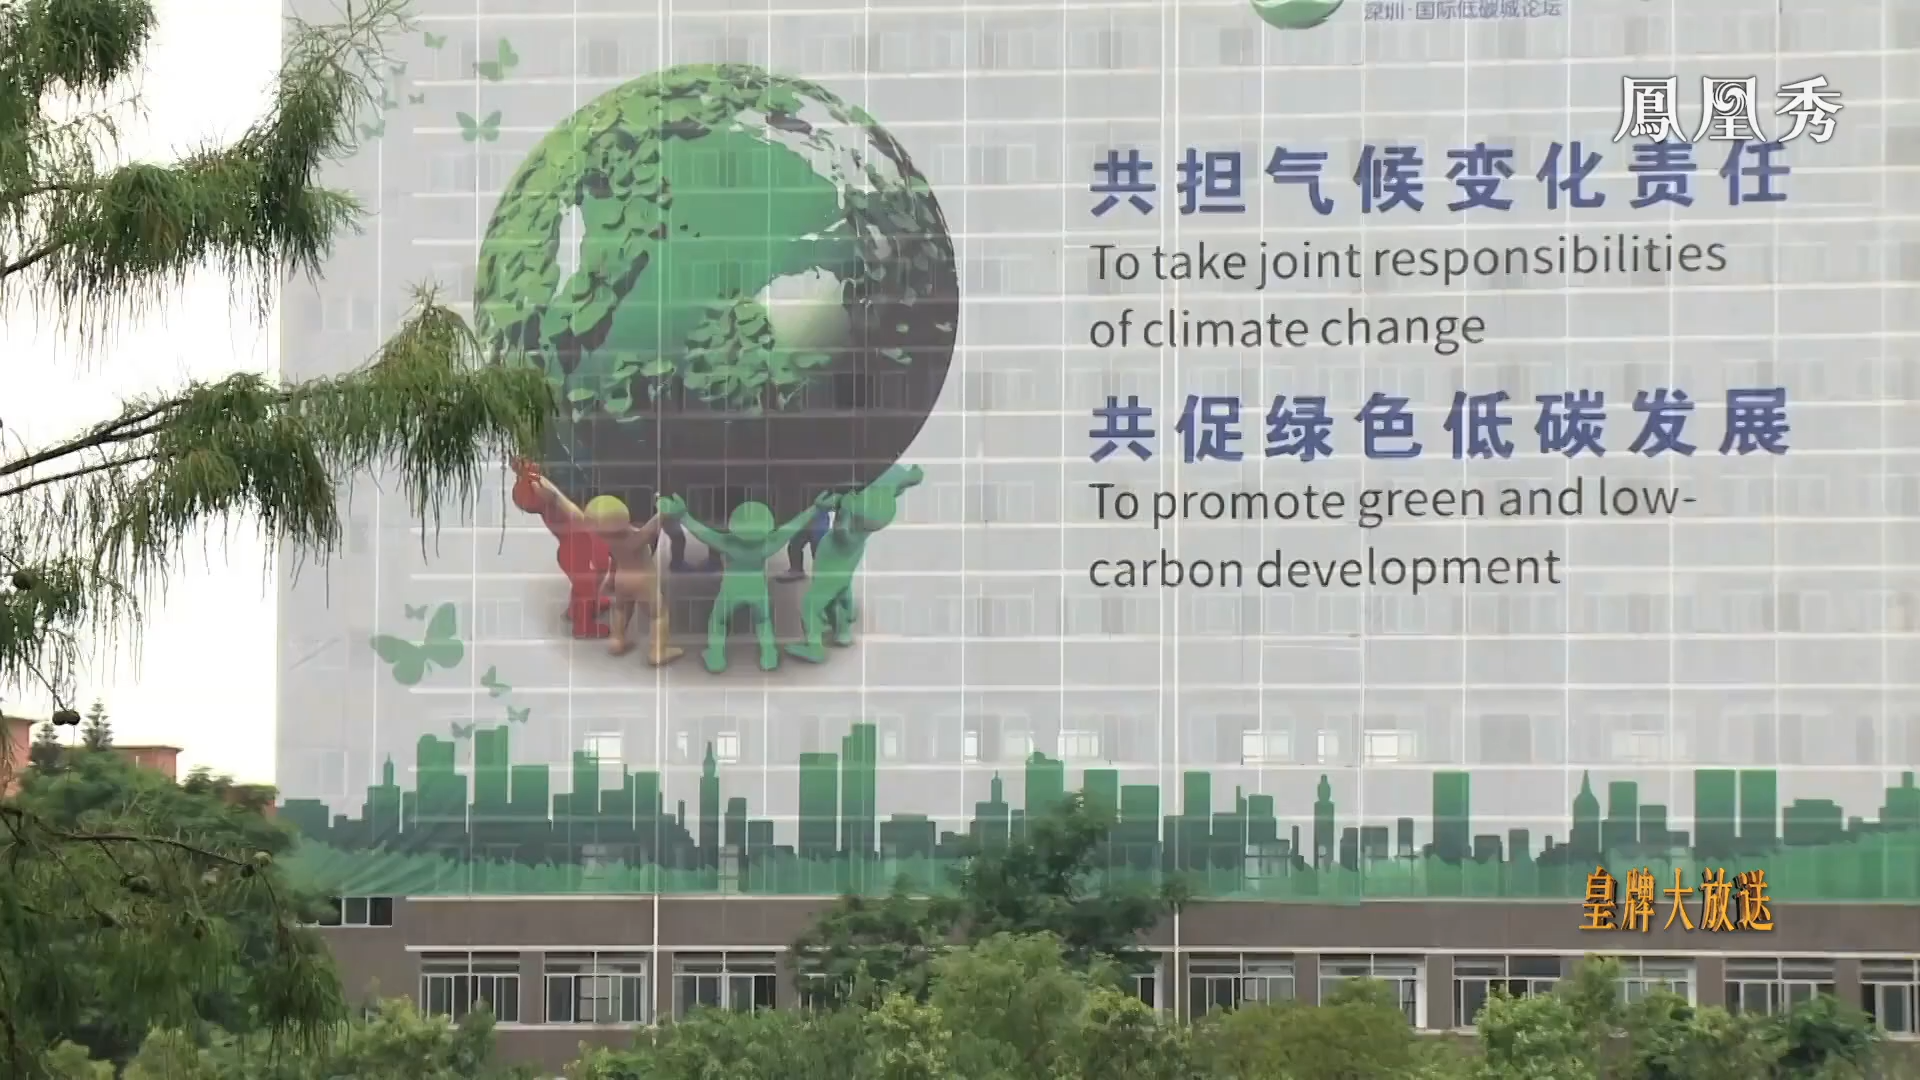 深圳·国际低碳城论坛
鳳凰秀
共担气候变化责任
To take joint responsibilities
of climate change
共促绿色低碳发展
To promote green and low-
carbon development
皇牌大放送